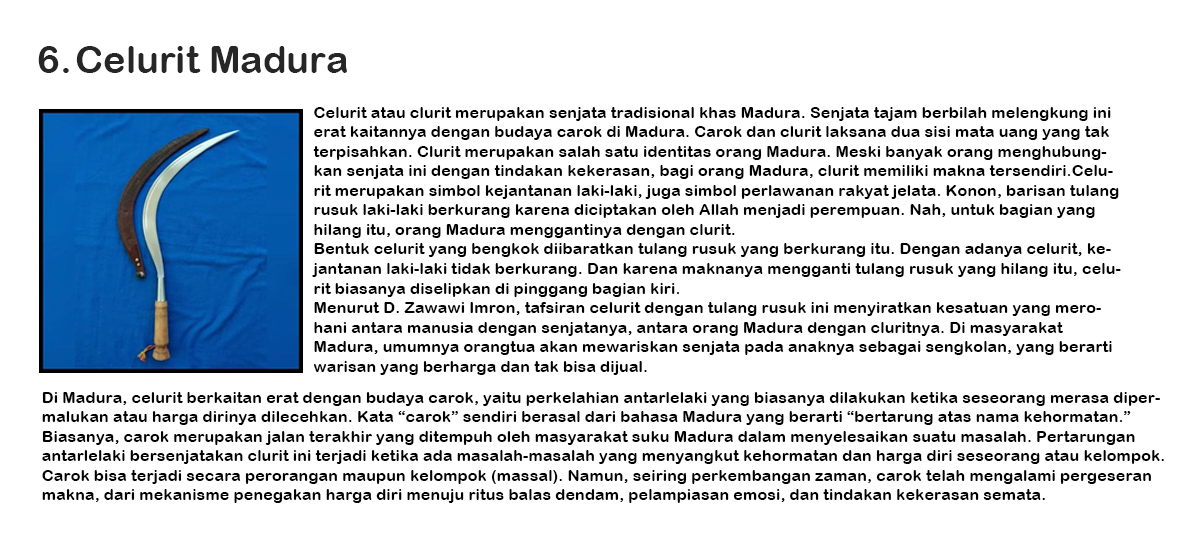 6. Celurit Madura
Celurit atau clurit merupakan senjata tradisional khas Madura. Senjata tajam berbilah melengkung ini
erat kaitannya dengan budaya carok di Madura. Carok dan clurit laksana dua sisi mata uang yang tak
terpisahkan. Clurit merupakan salah satu identitas orang Madura. Meski banyak orang menghubung-
kan senjata ini dengan tindakan kekerasan, bagi orang Madura, clurit memiliki makna tersendiri.Celu-
rit merupakan simbol kejantanan laki-laki, juga simbol perlawanan rakyat jelata. Konon, barisan tulang
rusuk laki-laki berkurang karena diciptakan oleh Allah menjadi perempuan. Nah, untuk bagian yang
hilang itu, orang Madura menggantinya dengan clurit.
Bentuk celurit yang bengkok diibaratkan tulang rusuk yang berkurang itu. Dengan adanya celurit, ke-
jantanan laki-laki tidak berkurang. Dan karena maknanya mengganti tulang rusuk yang hilang itu, celu-
rit biasanya diselipkan di pinggang bagian kiri.
Menurut D. Zawawi Imron, tafsiran celurit dengan tulang rusuk ini menyiratkan kesatuan yang mero-
hani antara manusia dengan senjatanya, antara orang Madura dengan cluritnya. Di masyarakat
Madura, umumnya orangtua akan mewariskan senjata pada anaknya sebagai sengkolan, yang berarti
warisan yang berharga dan tak bisa dijual.
Di Madura, celurit berkaitan erat dengan budaya carok, yaitu perkelahian antarlelaki yang biasanya dilakukan ketika seseorang merasa diper-
malukan atau harga dirinya dilecehkan. Kata “carok” sendiri berasal dari bahasa Madura yang berarti “bertarung atas nama kehormatan.”
Biasanya, carok merupakan jalan terakhir yang ditempuh oleh masyarakat suku Madura dalam menyelesaikan suatu masalah. Pertarungan
antarlelaki bersenjatakan clurit ini terjadi ketika ada masalah-masalah yang menyangkut kehormatan dan harga diri seseorang atau kelompok.
Carok bisa terjadi secara perorangan maupun kelompok (massal). Namun, seiring perkembangan zaman, carok telah mengalami pergeseran
makna, dari mekanisme penegakan harga diri menuju ritus balas dendam, pelampiasan emosi, dan tindakan kekerasan semata.